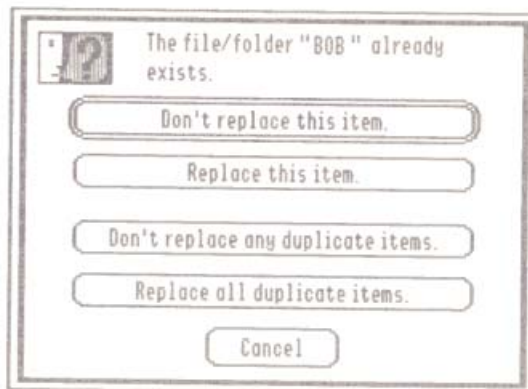 The file/folder "BOB" already
exists.
Don't replace this item.
Replace this item.
Don't replace any duplicate items.
Replace all duplicate items.
Cancel